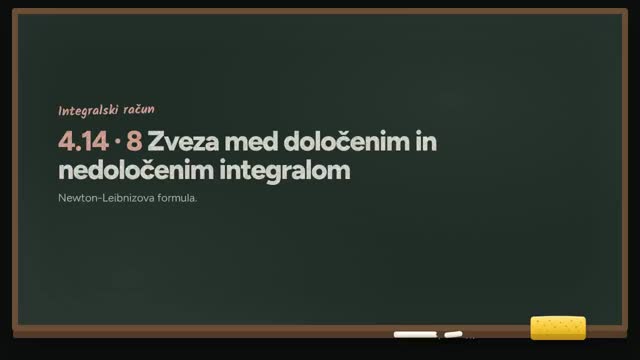 Integralski račun
4.14 · 8 Zveza med določenim in
nedoločenim integralom
Newton-Leibnizova formula.